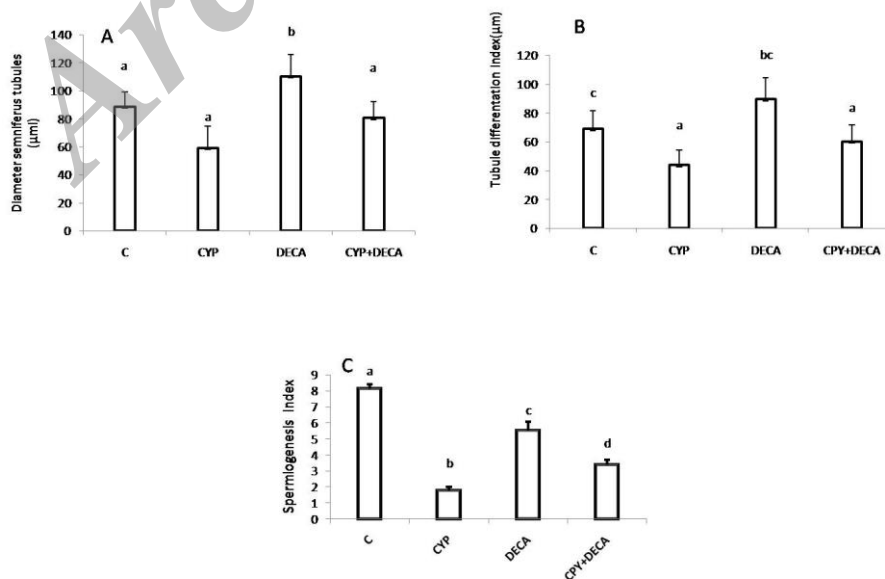 Arc
A
Diameter semniferus tubules
(µml)
140
120
100
80
60
40
20
0
a
a
b
a
C CYP DECA CYP+DECA
B
Tubule differentation index(µm)
120
100
80
60
40
20
0
c
a
bc
a
C CYP DECA CPY+DECA
C
Spermlogenesis Index
9
8
7
6
5
4
3
2
1
0
a
b
c
d
C CYP DECA CPY+DECA